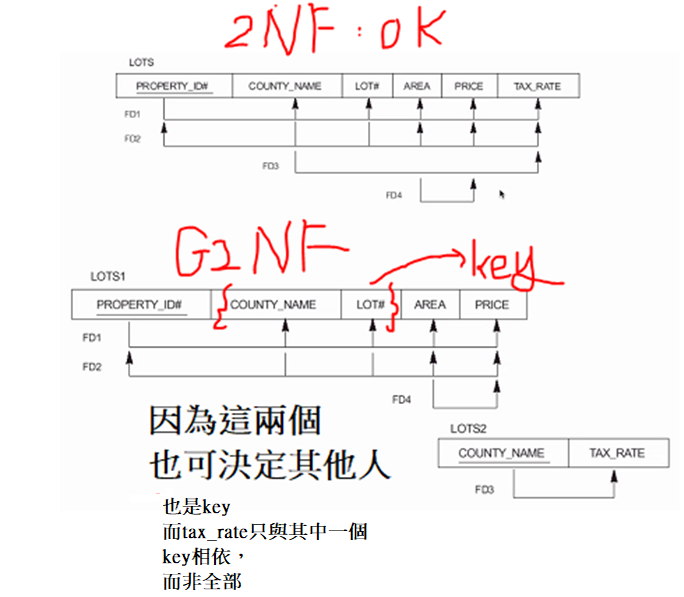 2NF : OK
LOTS
PROPERTY_ID# COUNTY_NAME LOT# AREA PRICE TAX_RATE
FD1
FD2
FD3
FD4
G2NF
key
LOTS1
PROPERTY_ID# { COUNTY_NAME LOT# } AREA PRICE
FD1
FD2
FD4
因為這兩個
也可決定其他人
LOTS2
COUNTY_NAME TAX_RATE
FD3
也是key
而tax_rate只與其中一個
key相依，
而非全部